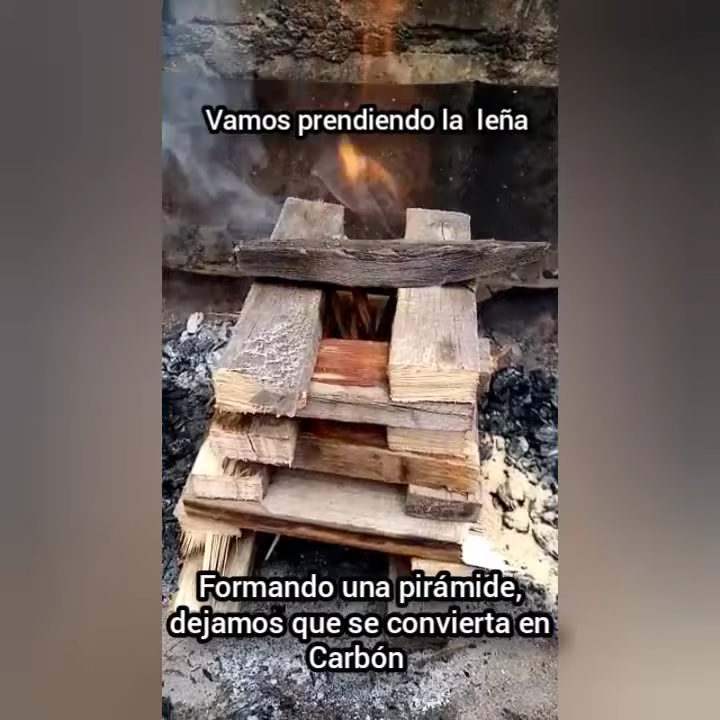 Vamos prendiendo la leña
Formando una pirámide,
dejamos que se convierta en
Carbón